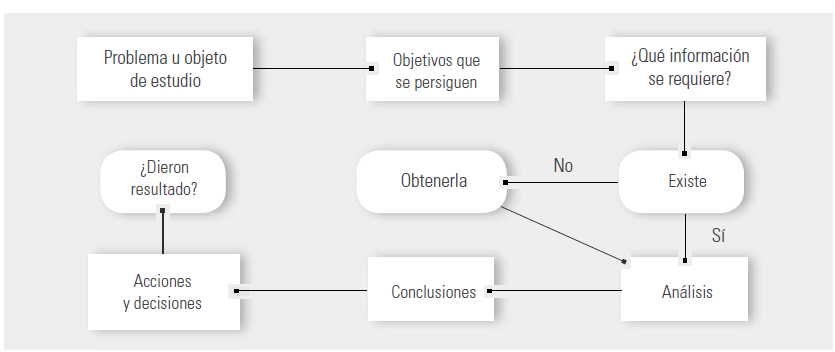 Problema u objeto
de estudio
Objetivos que
se persiguen
¿Qué información
se requiere?
¿Dieron
resultado?
Obtenerla
No
Existe
Sí
Acciones
y decisiones
Conclusiones
Análisis